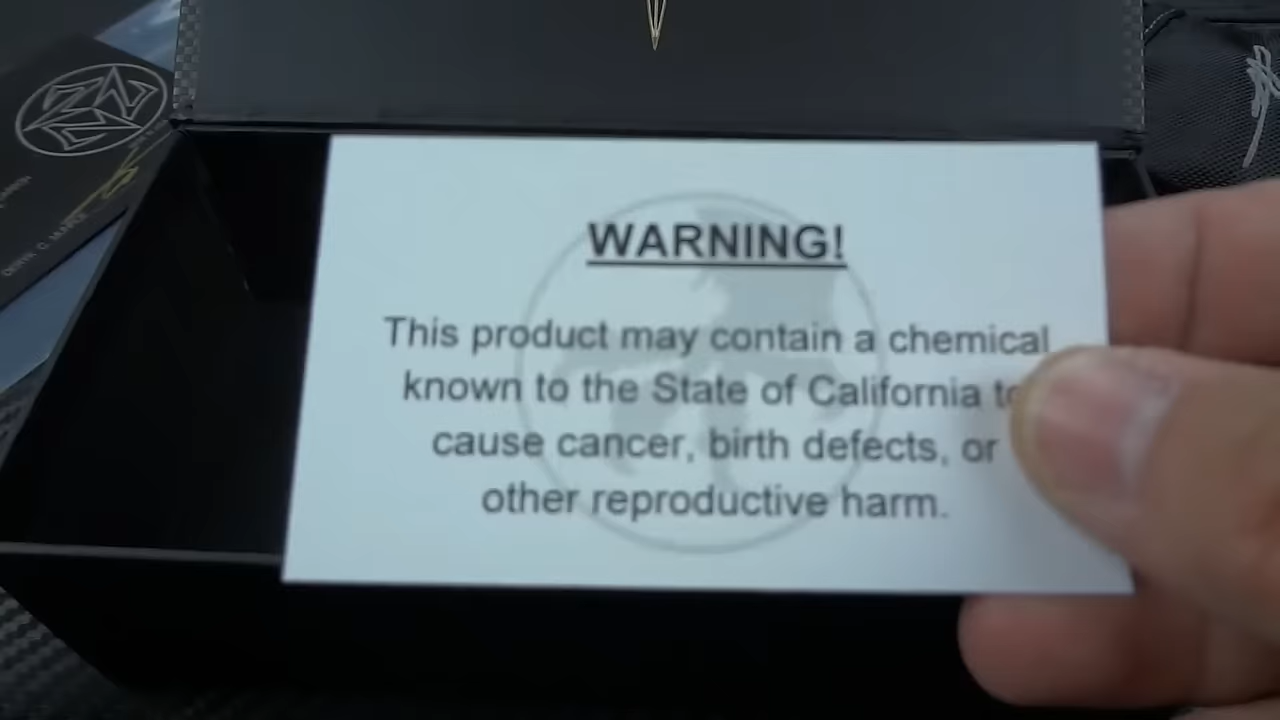 WARNING!
This product may contain a chemical
known to the State of California to
cause cancer, birth defects, or
other reproductive harm.